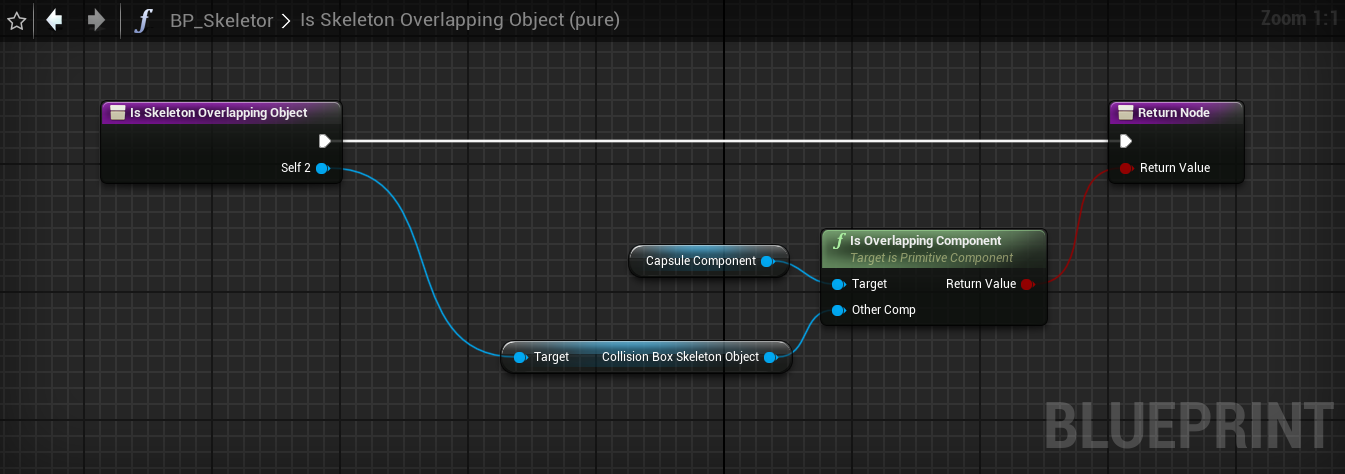 BP_Skeletor > Is Skeleton Overlapping Object (pure)
Zoom 1:1
Is Skeleton Overlapping Object
Self 2
Return Node
Return Value
Capsule Component
f Is Overlapping Component
Target is Primitive Component
Target Return Value
Other Comp
Target Collision Box Skeleton Object
BLUEPRINT